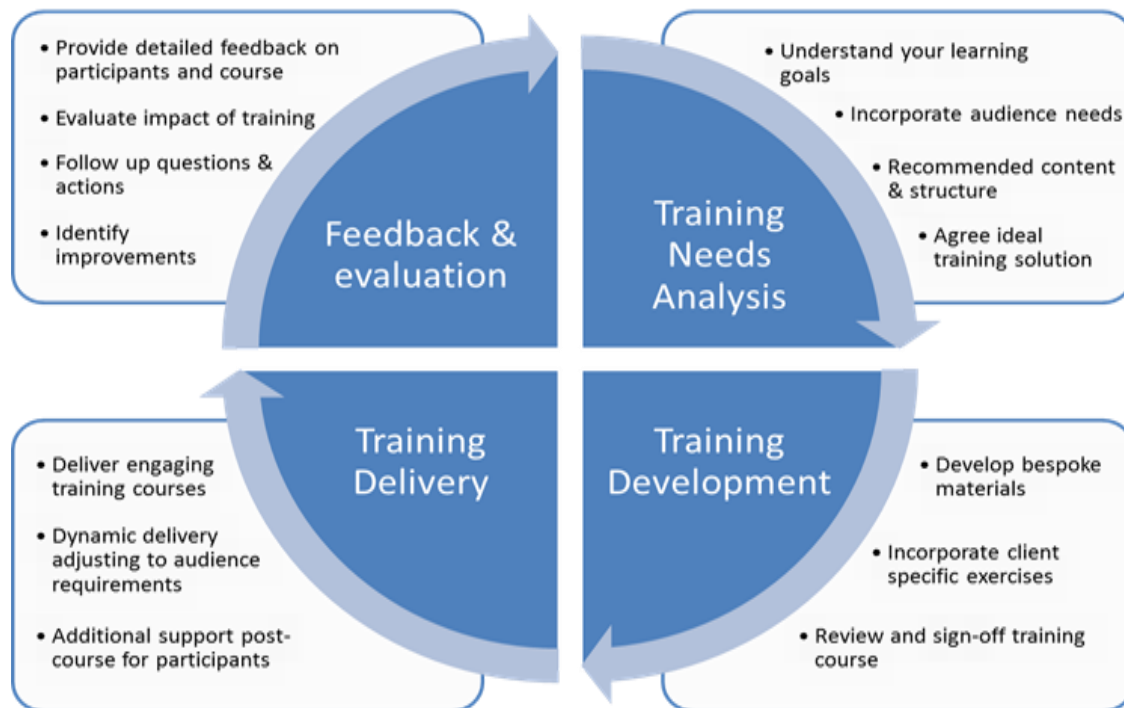 • Provide detailed feedback on
participants and course
• Evaluate impact of training
• Follow up questions &
actions
• Identify
improvements
Feedback &
evaluation
• Understand your learning
goals
• Incorporate audience needs
• Recommended content
& structure
• Agree ideal
training solution
Training
Needs
Analysis
• Deliver engaging
training courses
• Dynamic delivery
adjusting to audience
requirements
• Additional support post-
course for participants
Training
Delivery
Training
Development
• Develop bespoke
materials
• Incorporate client
specific exercises
• Review and sign-off training
course